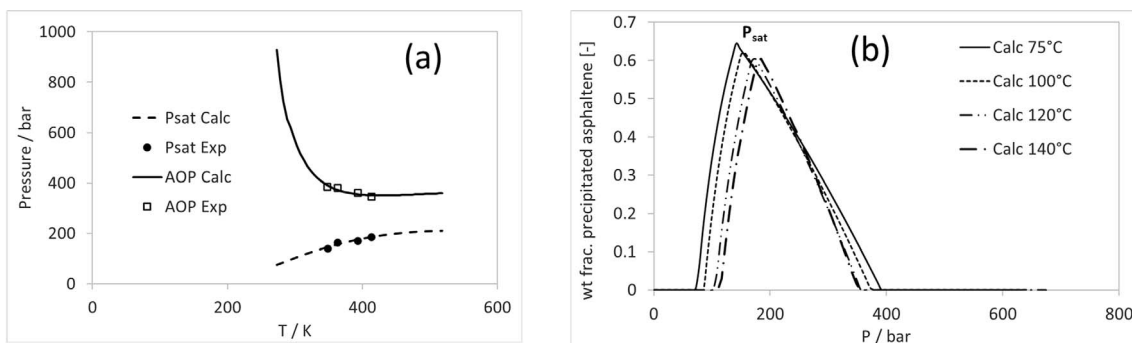 (a)
Pressure / bar
1000
800
600
400
200
0
0
200
400
600
T / K
Psat Calc
Psat Exp
AOP Calc
AOP Exp
(b)
wt frac. precipitated asphaltene [-]
0.7
0.6
0.5
0.4
0.3
0.2
0.1
0
0
200
400
600
800
P / bar
Psat
Calc 75°C
Calc 100°C
Calc 120°C
Calc 140°C